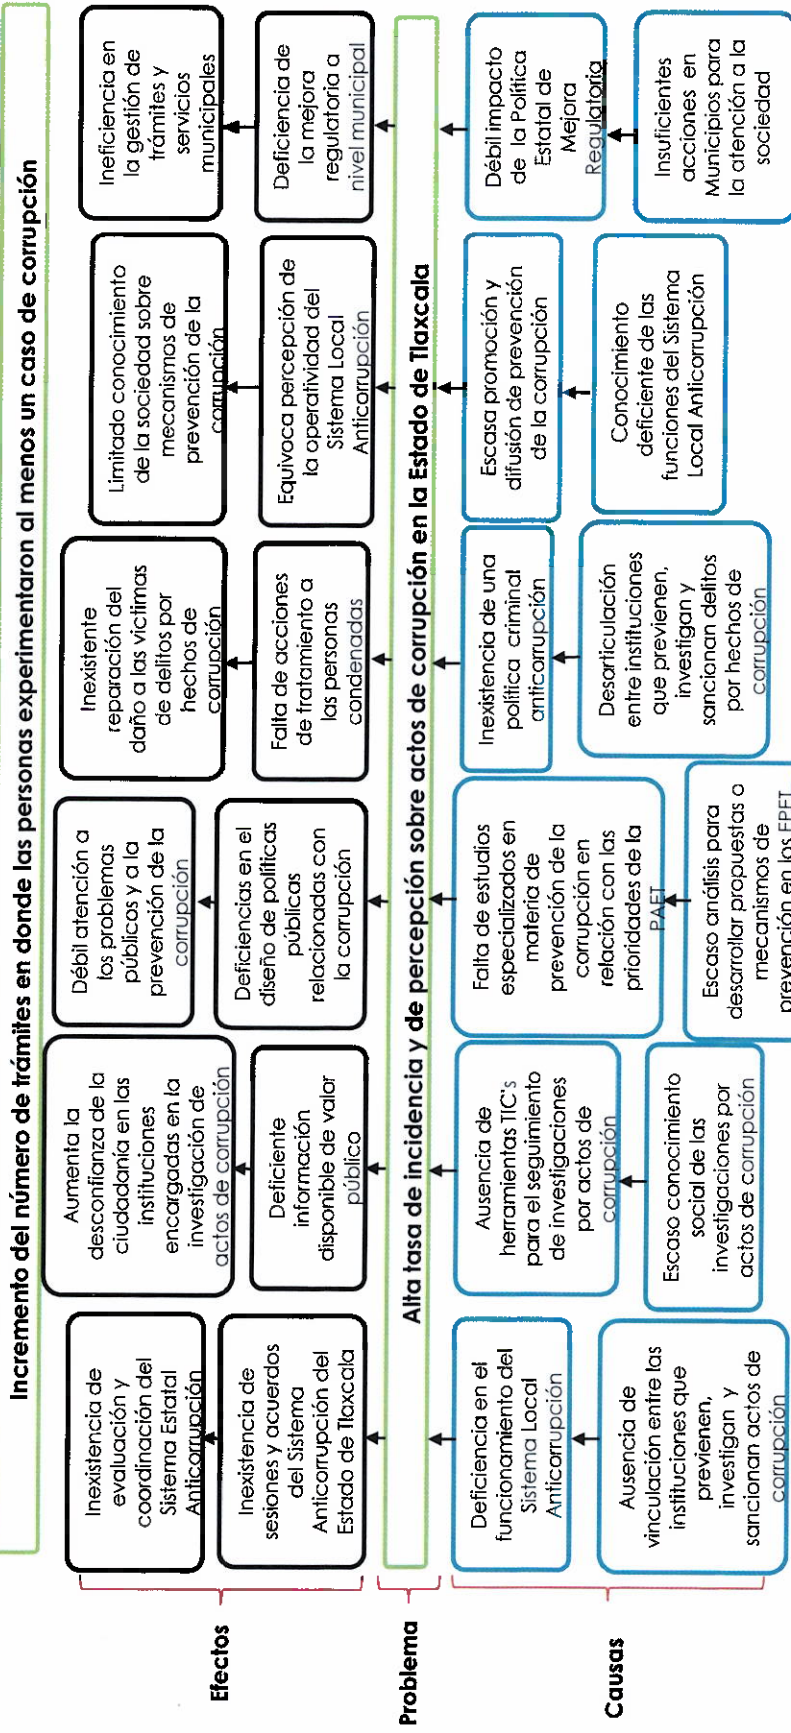 Incremento del número de trámites en donde las personas experimentaron al menos un caso de corrupción
Efectos
Inexistencia de
evaluación y
coordinación del
Sistema Estatal
Anticorrupción
Aumenta la
desconfianza de la
ciudadanía en las
instituciones
encargadas en la
investigación de
actos de corrupción
Débil atención a
los problemas
públicos y a la
prevención de la
corrupción
Inexistente
reparación del
daño a las víctimas
de delitos por
hechos de
corrupción
Limitado conocimiento
de la sociedad sobre
mecanismos de
prevención de la
corrupción
Ineficiencia en
la gestión de
trámites y
servicios
municipales
Inexistencia de
sesiones y acuerdos
del Sistema
Anticorrupción del
Estado de Tlaxcala
Deficiente
información
disponible de valor
público
Deficiencias en el
diseño de políticas
públicas
relacionadas con
la corrupción
Falta de acciones
de tratamiento a
las personas
condenadas
Equivoca percepción de
la operatividad del
Sistema Local
Anticorrupción
Deficiencia de
la mejora
regulatoria a
nivel municipal
Problema
Alta tasa de incidencia y de percepción sobre actos de corrupción en la Estado de Tlaxcala
Causas
Deficiencia en el
funcionamiento del
Sistema Local
Anticorrupción
Ausencia de
herramientas TIC's
para el seguimiento
de investigaciones
por actos de
corrupción
Falta de estudios
especializados en
materia de
prevención de la
corrupción en
relación con las
prioridades de la
PAET
Inexistencia de una
política criminal
anticorrupción
Escasa promoción y
difusión de prevención
de la corrupción
Débil impacto
de la Política
Estatal de
Mejora
Regulatoria
Ausencia de
vinculación entre las
instituciones que
previenen,
investigan y
sancionan actos de
corrupción
Escaso conocimiento
social de las
investigaciones por
actos de corrupción
Escaso análisis para
desarrollar propuestas o
mecanismos de
prevención en los
Desarticulación
entre instituciones
que previenen,
investigan y
sancionan delitos
por hechos de
corrupción
Conocimiento
deficiente de las
funciones del Sistema
Local Anticorrupción
Insuficientes
acciones en
Municipios para
la atención a la
sociedad